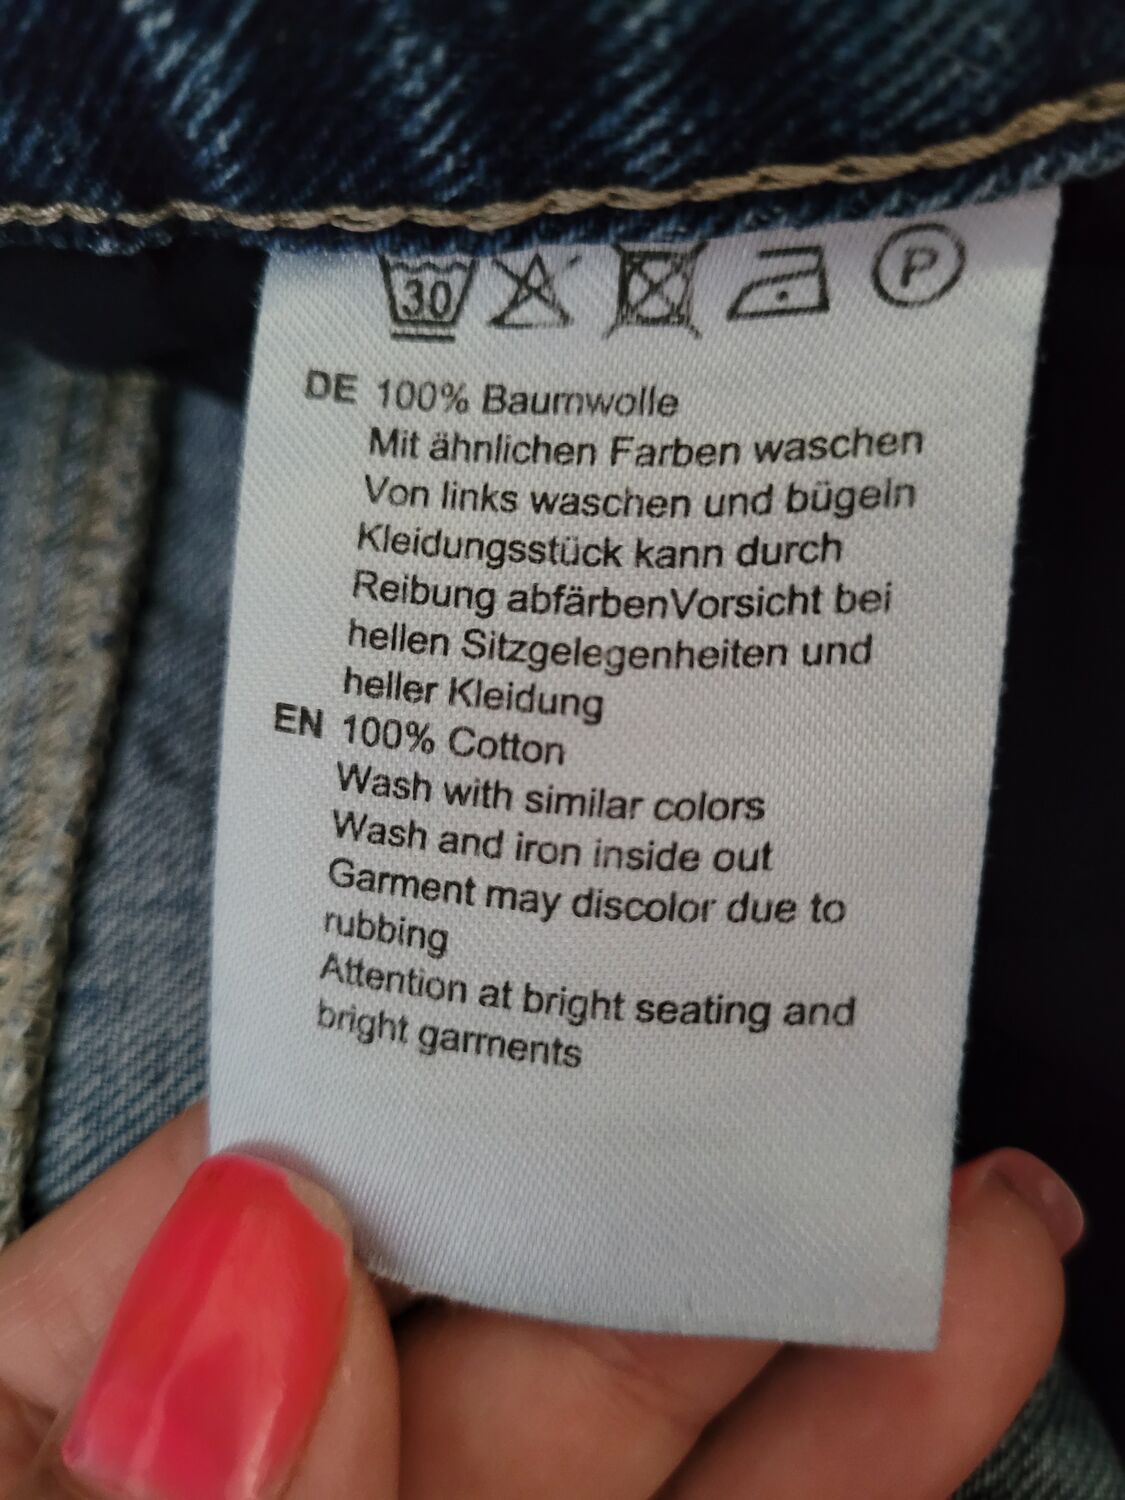 30
P
DE 100% Baumwolle
Mit ähnlichen Farben waschen
Von links waschen und bügeln
Kleidungsstück kann durch
Reibung abfärbenVorsicht bei
hellen Sitzgelegenheiten und
heller Kleidung
EN 100% Cotton
Wash with similar colors
Wash and iron inside out
Garment may discolor due to
rubbing
Attention at bright seating and
bright garments